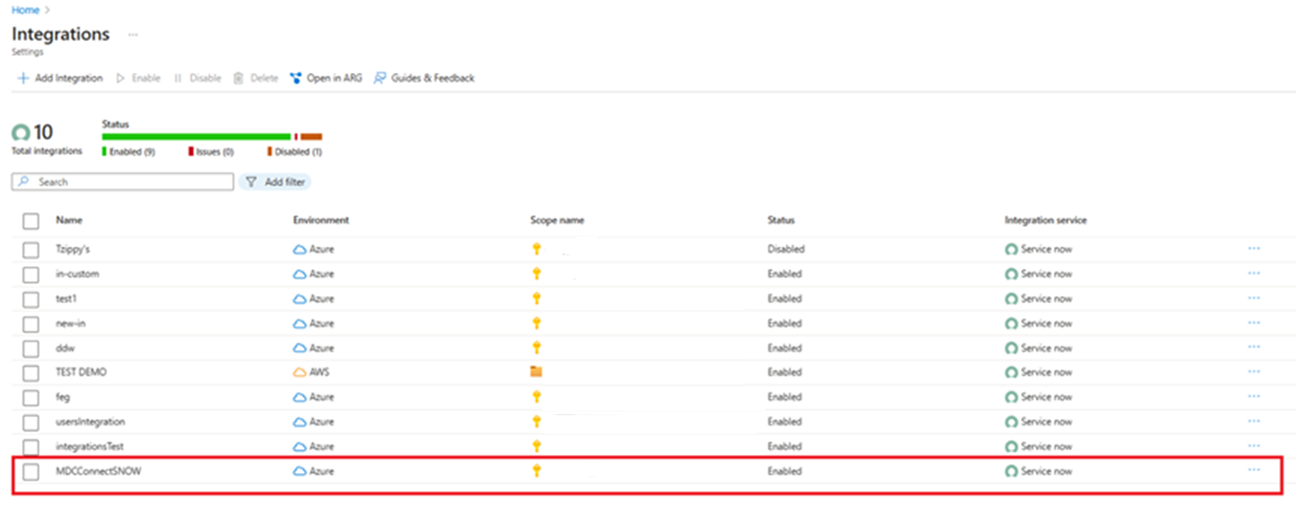 Home >
Integrations ...
Settings
+ Add Integration Enable Disable Delete Open in ARG Guides & Feedback
10 Status
Total integrations Enabled (9) Issues (0) Disabled (1)
Search Add filter
Name Environment Scope name Status Integration service
Tzippy's Azure Disabled Service now ...
in-custom Azure Enabled Service now ...
test1 Azure Enabled Service now ...
new-in Azure Enabled Service now ...
ddw Azure Enabled Service now ...
TEST DEMO AWS Enabled Service now ...
feg Azure Enabled Service now ...
usersIntegration Azure Enabled Service now ...
integrationsTest Azure Enabled Service now ...
MDCConnectSNOW Azure Enabled Service now ...